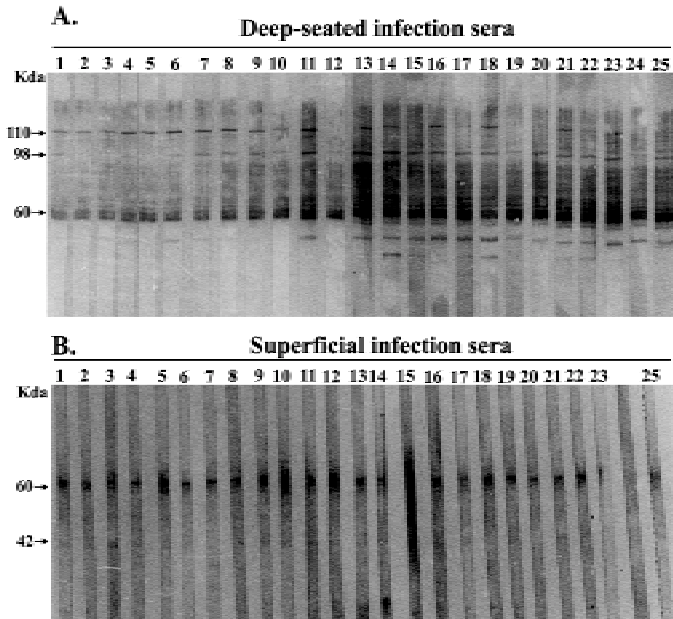 A.
Deep-seated infection sera
1 2 3 4 5 6 7 8 9 10 11 12 13 14 15 16 17 18 19 20 21 22 23 24 25
Kda
110
98
60
B.
Superficial infection sera
1 2 3 4 5 6 7 8 9 10 11 12 13 14 15 16 17 18 19 20 21 22 23 25
Kda
60
42